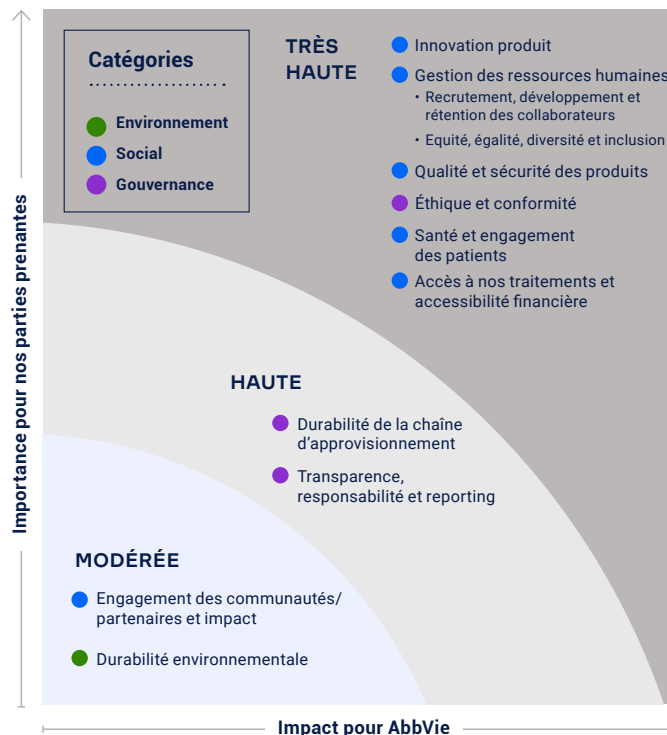 Importance pour nos parties prenantes
Catégories
Environnement
Social
Gouvernance
TRÈS
HAUTE
Innovation produit
Gestion des ressources humaines
• Recrutement, développement et
rétention des collaborateurs
• Equité, égalité, diversité et inclusion
Qualité et sécurité des produits
Éthique et conformité
Santé et engagement
des patients
Accès à nos traitements et
accessibilité financière
HAUTE
Durabilité de la chaîne
d’approvisionnement
Transparence,
responsabilité et reporting
MODÉRÉE
Engagement des communautés/
partenaires et impact
Durabilité environnementale
Impact pour AbbVie